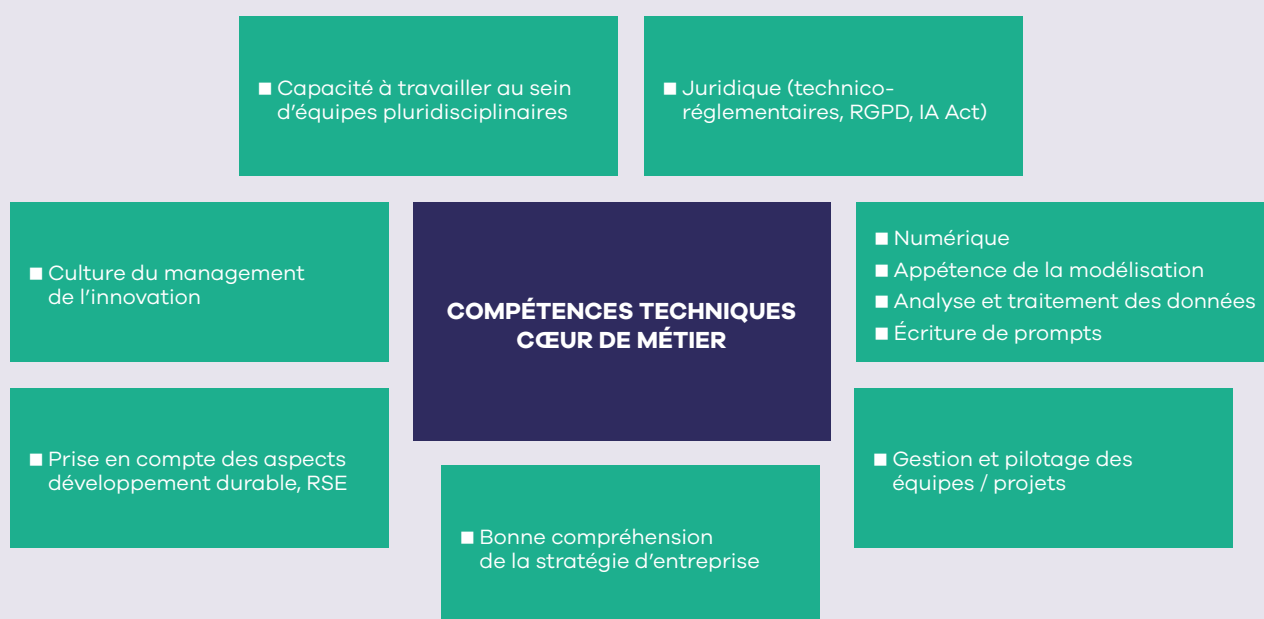 ■ Capacité à travailler au sein
d'équipes pluridisciplinaires
■ Juridique (technico-
réglementaires, RGPD, IA Act)
■ Culture du management
de l'innovation
COMPÉTENCES TECHNIQUES
CŒUR DE MÉTIER
■ Numérique
■ Appétence de la modélisation
■ Analyse et traitement des données
■ Écriture de prompts
■ Prise en compte des aspects
développement durable, RSE
■ Bonne compréhension
de la stratégie d'entreprise
■ Gestion et pilotage des
équipes / projets